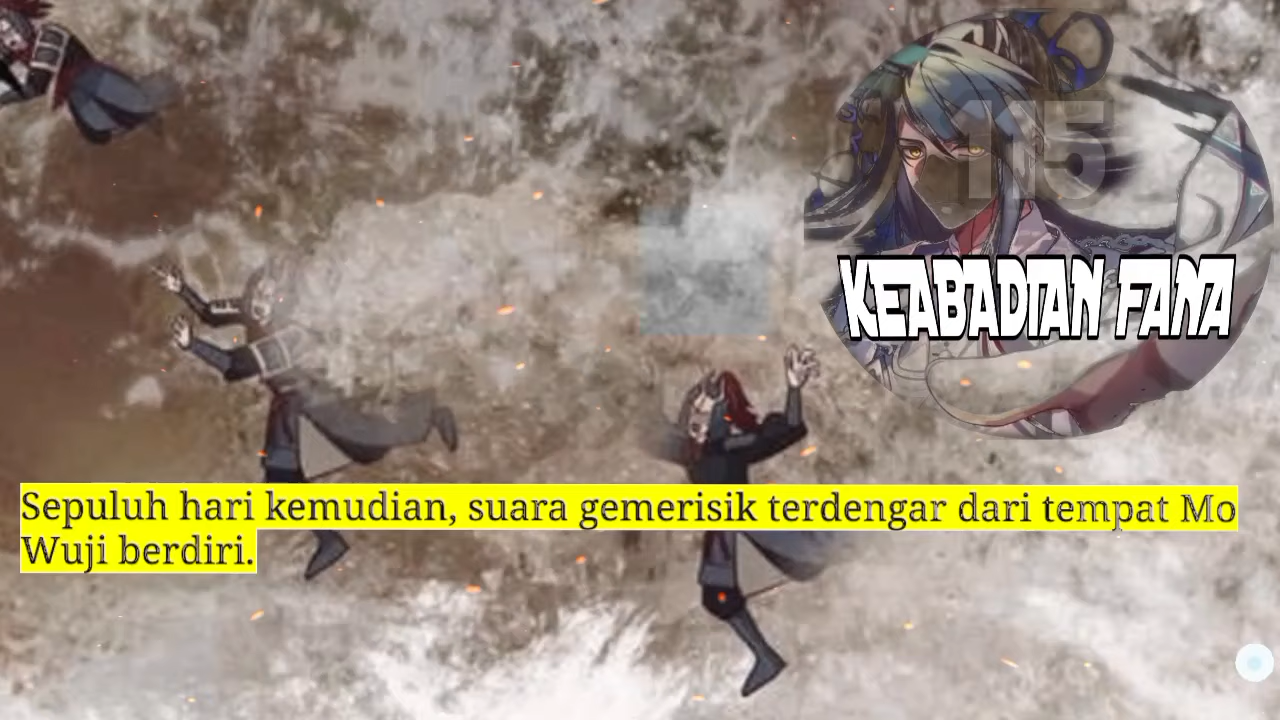 115
KEABADIAN FANA
Sepuluh hari kemudian, suara gemerisik terdengar dari tempat Mo
Wuji berdiri.